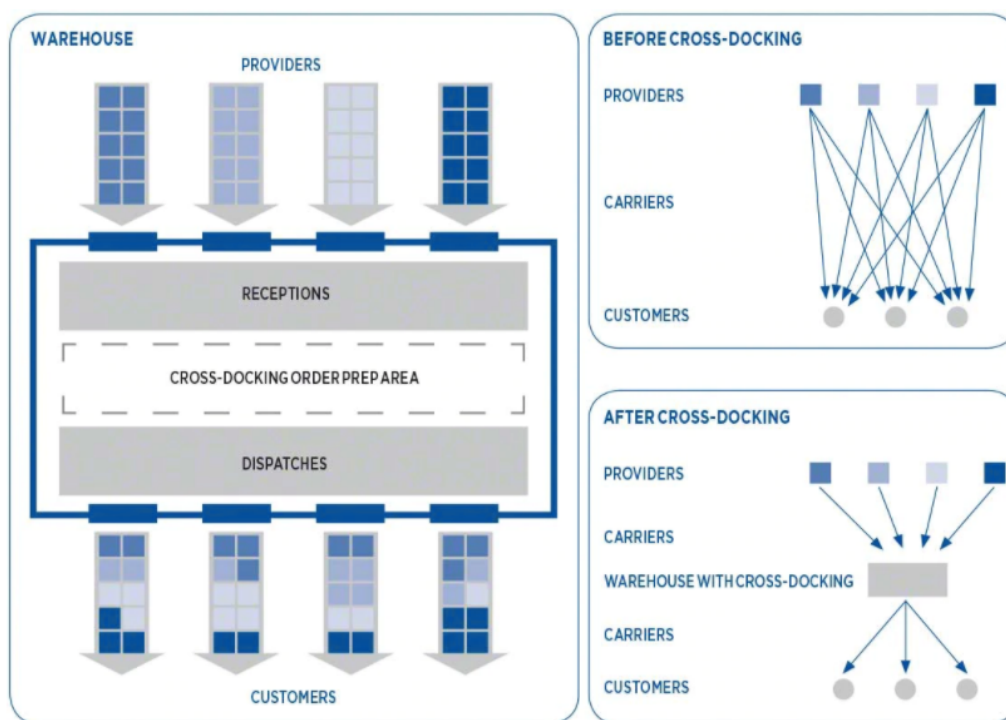 WAREHOUSE
PROVIDERS
RECEPTIONS
CROSS-DOCKING ORDER PREP AREA
DISPATCHES
CUSTOMERS
BEFORE CROSS-DOCKING
PROVIDERS
CARRIERS
CUSTOMERS
AFTER CROSS-DOCKING
PROVIDERS
CARRIERS
WAREHOUSE WITH CROSS-DOCKING
CARRIERS
CUSTOMERS